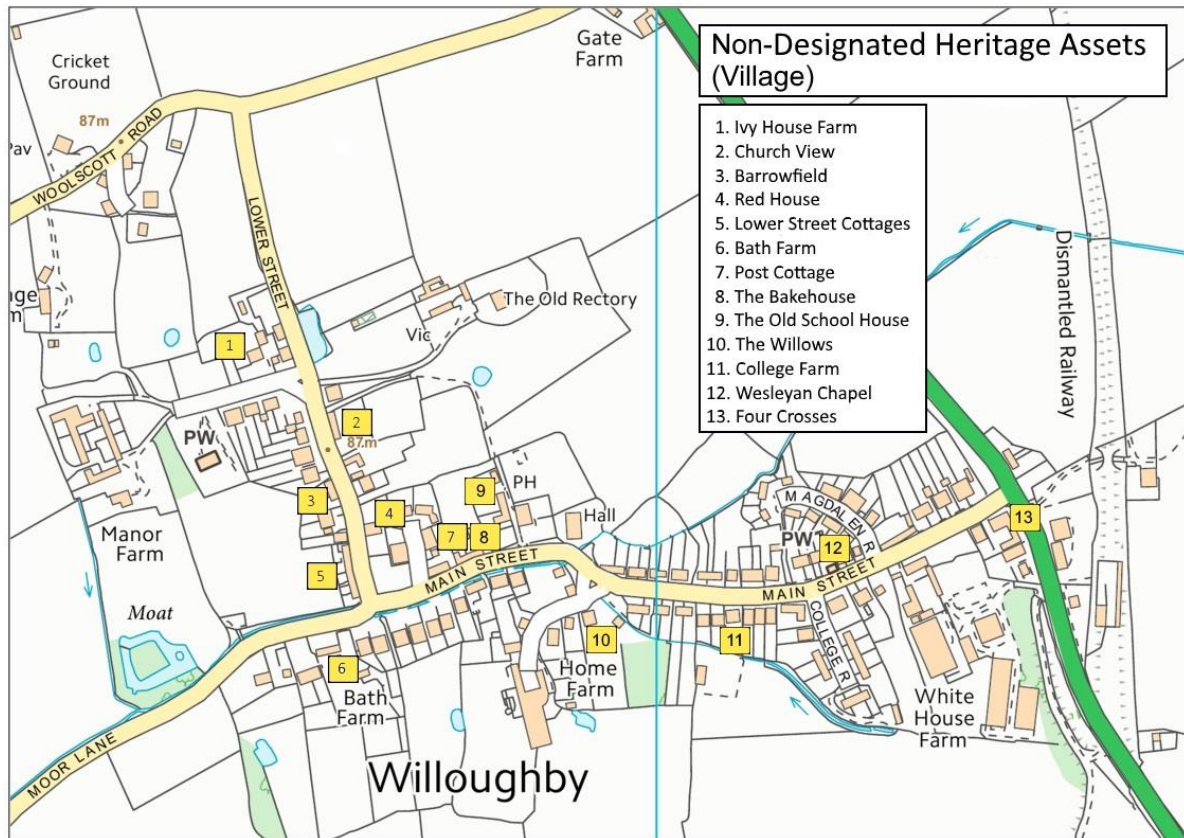 Non-Designated Heritage Assets
(Village)
1. Ivy House Farm
2. Church View
3. Barrowfield
4. Red House
5. Lower Street Cottages
6. Bath Farm
7. Post Cottage
8. The Bakehouse
9. The Old School House
10. The Willows
11. College Farm
12. Wesleyan Chapel
13. Four Crosses
Gate
Farm
Cricket
Ground
87m
Pav
WOOLSCOTT ROAD
LOWER STREET
Dismantled Railway
The Old Rectory
Vic
1
2
87m
PW
3
4
9
PH
7
8
Hall
MAGDALEN R
PW
12
13
Manor
Farm
5
MAIN STREET
MAIN STREET
Moat
6
Bath
Farm
10
Home
Farm
11
COLLEGE R
White
House
Farm
MOOR LANE
Willoughby